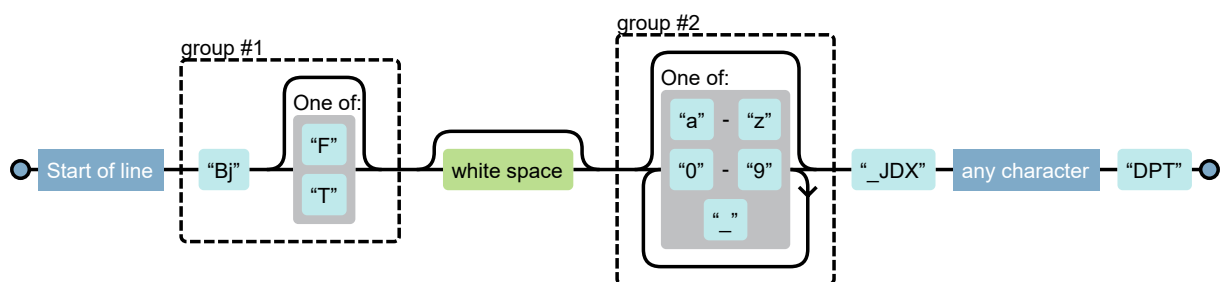 group #1
group #2
One of:
One of:
“a” - “z”
“F”
Start of line “Bj” white space “0” - “9” “_JDX” any character “DPT”
“T”
“_”